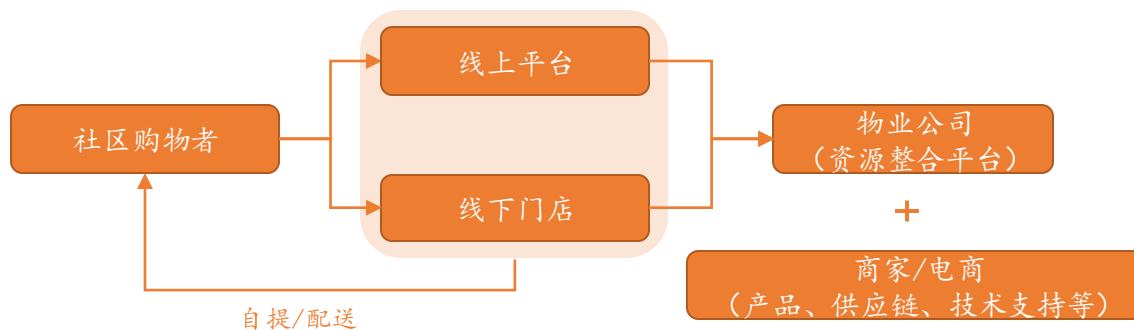 线上平台
社区购物者
物业公司
（资源整合平台）
线下门店
+
商家/电商
（产品、供应链、技术支持等）
自提/配送